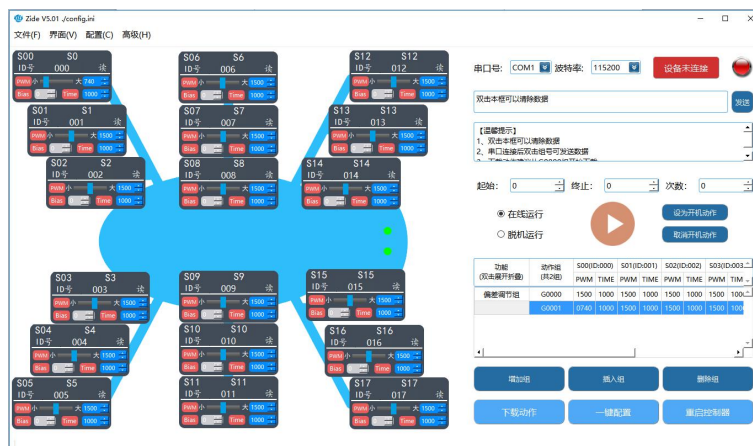 Zide V5.01 ./config.ini
文件(F) 界面(V) 配置(C) 高级(H)
S00 S0
ID号 000 读
PWM 小 大 740
Bias 0 Time 1000
S01 S1
ID号 001 读
PWM 小 大 1500
Bias 0 Time 1000
S02 S2
ID号 002 读
PWM 小 大 1500
Bias 0 Time 1000
S03 S3
ID号 003 读
PWM 小 大 1500
Bias 0 Time 1000
S04 S4
ID号 004 读
PWM 小 大 1500
Bias 0 Time 1000
S05 S5
ID号 005 读
PWM 小 大 1500
Bias 0 Time 1000
S06 S6
ID号 006 读
PWM 小 大 1500
Bias 0 Time 1000
S07 S7
ID号 007 读
PWM 小 大 1500
Bias 0 Time 1000
S08 S8
ID号 008 读
PWM 小 大 1500
Bias 0 Time 1000
S09 S9
ID号 009 读
PWM 小 大 1500
Bias 0 Time 1000
S10 S10
ID号 010 读
PWM 小 大 1500
Bias 0 Time 1000
S11 S11
ID号 011 读
PWM 小 大 1500
Bias 0 Time 1000
S12 S12
ID号 012 读
PWM 小 大 1500
Bias 0 Time 1000
S13 S13
ID号 013 读
PWM 小 大 1500
Bias 0 Time 1000
S14 S14
ID号 014 读
PWM 小 大 1500
Bias 0 Time 1000
S15 S15
ID号 015 读
PWM 小 大 1500
Bias 0 Time 1000
S16 S16
ID号 016 读
PWM 小 大 1500
Bias 0 Time 1000
S17 S17
ID号 017 读
PWM 小 大 1500
Bias 0 Time 1000
串口号: COM1 波特率: 115200 设备未连接
双击本框可以清除数据 发送
【温馨提示】
1、双击本框可以清除数据
2、串口连接后双击组号可发送数据
起始: 0 终止: 0 次数: 0
在线运行 设为开机动作
脱机运行 取消开机动作
功能 动作组 S00(ID:000) S01(ID:001) S02(ID:002) S03(ID:003
(双击展开折叠) (共2组) PWM TIME PWM TIME PWM TIME PWM TIM
偏差调节组 G0000 1500 1000 1500 1000 1500 1000 1500 100
G0001 0740 1000 1500 1000 1500 1000 1500 100
增加组 插入组 删除组
下载动作 一键配置 重启控制器